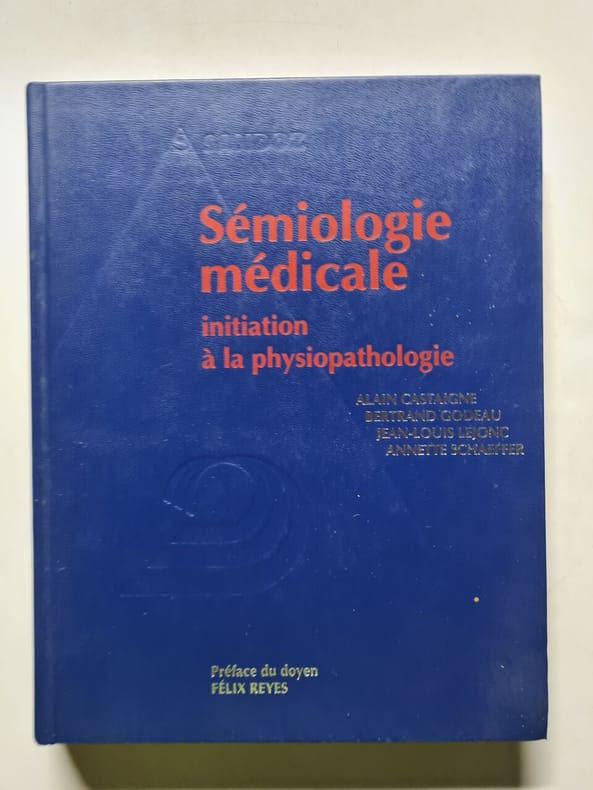 SANDOZ
Sémiologie
médicale
initiation
à la physiopathologie
ALAIN CASTAIGNE
BERTRAND GODEAU
JEAN-LOUIS LEJONC
ANNETTE SCHAEFFER
Préface du doyen
FÉLIX REYES